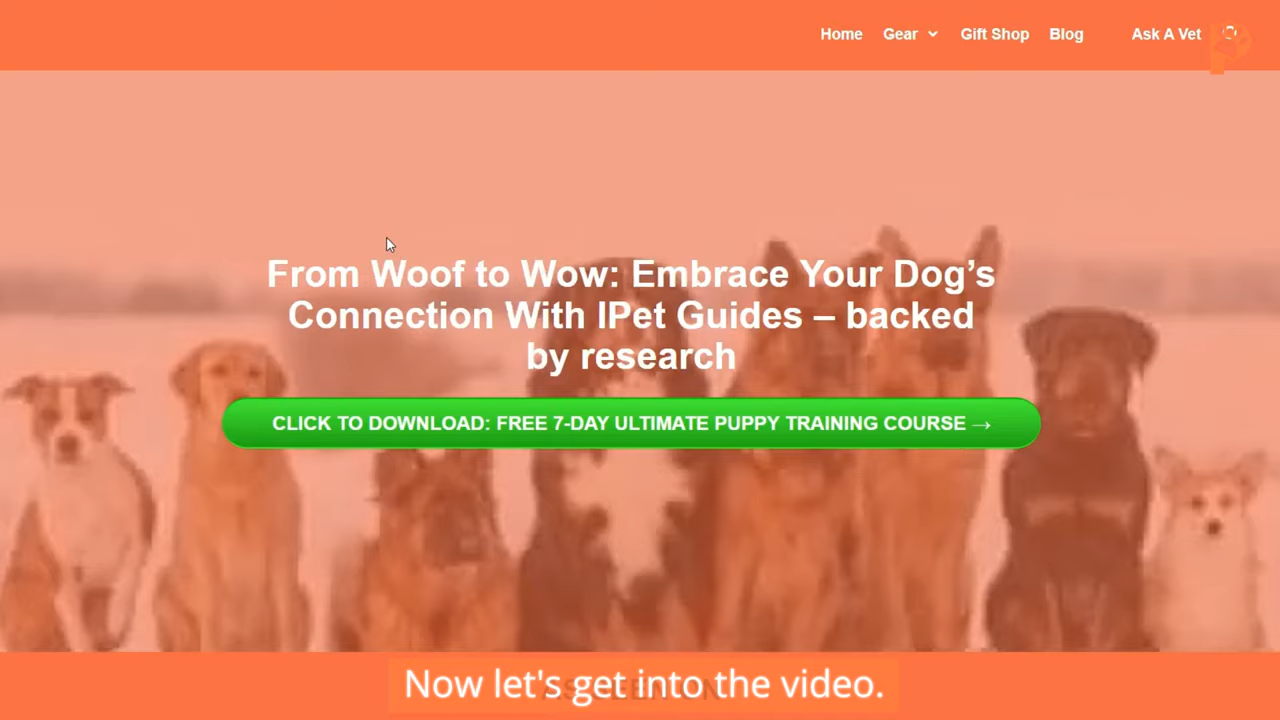 Home Gear Gift Shop Blog Ask A Vet
From Woof to Wow: Embrace Your Dog's
Connection With IPet Guides – backed
by research
CLICK TO DOWNLOAD: FREE 7-DAY ULTIMATE PUPPY TRAINING COURSE →
Now let's get into the video.